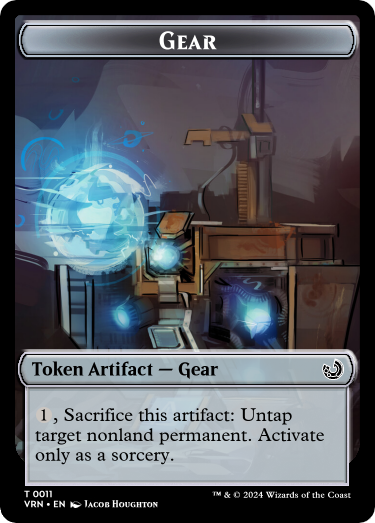 Gear
Token Artifact — Gear
1 , Sacrifice this artifact: Untap
target nonland permanent. Activate
only as a sorcery.
T 0011
VRN • EN Jacob Houghton
™ & © 2024 Wizards of the Coast